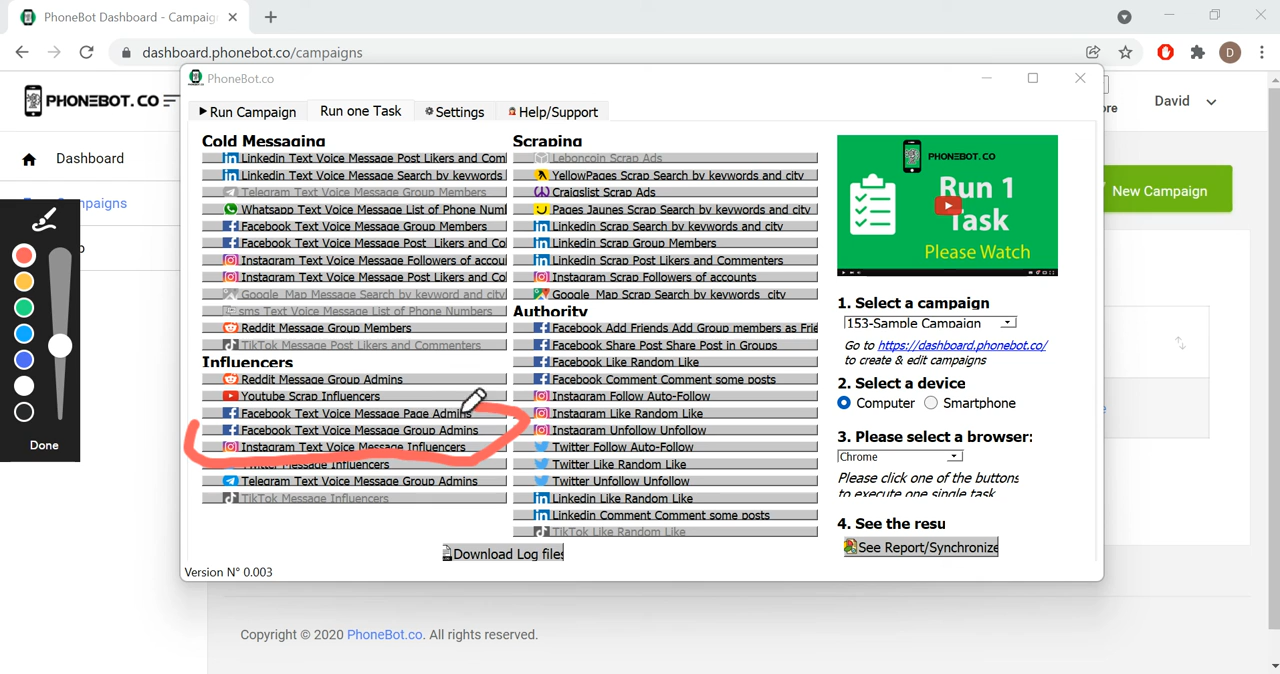 PhoneBot Dashboard - Campaig
dashboard.phonebot.co/campaigns
D
PHONEBOT.CO
David
ore
Dashboard
mpaigns
New Campaign
Done
PhoneBot.co
Run Campaign
Run one Task
Settings
Help/Support
Cold Messaging
Linkedin Text Voice Message Post Likers and Com
Linkedin Text Voice Message Search by keywords
Telegram Text Voice Message Group Members
Whatsapp Text Voice Message List of Phone Numl
Facebook Text Voice Message Group Members
Facebook Text Voice Message Post Likers and Co
Instagram Text Voice Message Followers of accou
Instagram Text Voice Message Post Likers and Co
Google Map Message Search by keyword and city
sms Text Voice Message List of Phone Numbers
Reddit Message Group Members
TikTok Message Post Likers and Commenters
Influencers
Reddit Message Group Admins
Youtube Scrap Influencers
Facebook Text Voice Message Page Admins
Facebook Text Voice Message Group Admins
Instagram Text Voice Message Influencers
Twitter Message Influencers
Telegram Text Voice Message Group Admins
TikTok Message Influencers
Scraping
Leboncoin Scrap Ads
YellowPages Scrap Search by keywords and city
Craigslist Scrap Ads
Pages Jaunes Scrap Search by keywords and city
Linkedin Scrap Search by keywords and city
Linkedin Scrap Group Members
Linkedin Scrap Post Likers and Commenters
Instagram Scrap Followers of accounts
Google Map Scrap Search by keywords city
Authority
Facebook Add Friends Add Group members as Frie
Facebook Share Post Share Post in Groups
Facebook Like Random Like
Facebook Comment Comment some posts
Instagram Follow Auto-Follow
Instagram Like Random Like
Instagram Unfollow Unfollow
Twitter Follow Auto-Follow
Twitter Like Random Like
Twitter Unfollow Unfollow
Linkedin Like Random Like
Linkedin Comment Comment some posts
TikTok Like Random Like
Download Log files
Version N° 0.003
PHONEBOT.CO
Run 1
Task
Please Watch
1. Select a campaign
153-Sample Campaign
Go to https://dashboard.phonebot.co/
to create & edit campaigns
2. Select a device
Computer
Smartphone
3. Please select a browser:
Chrome
Please click one of the buttons
to execute one single task
4. See the resu
See Report/Synchronize
Copyright © 2020 PhoneBot.co. All rights reserved.